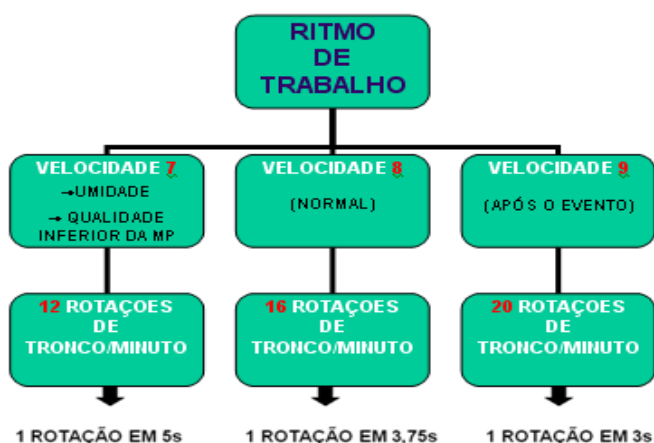 RITMO
DE
TRABALHO
VELOCIDADE 7
→UMIDADE
→ QUALIDADE
INFERIOR DA MP
VELOCIDADE 8
(NORMAL)
VELOCIDADE 9
(APÓS O EVENTO)
12 ROTAÇOES
DE
TRONCO/MINUTO
16 ROTAÇOES
DE
TRONCO/MINUTO
20 ROTAÇOES
DE
TRONCO/MINUTO
1 ROTAÇÃO EM 5s
1 ROTAÇÃO EM 3,75s
1 ROTAÇÃO EM 3s